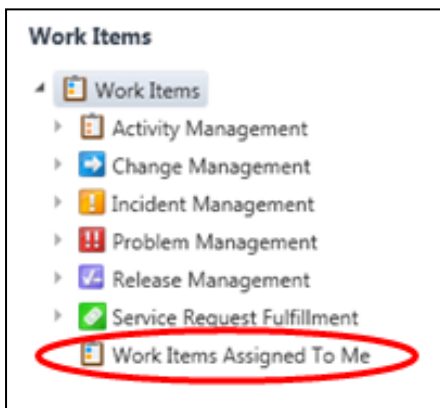 Work Items
Work Items
Activity Management
Change Management
Incident Management
Problem Management
Release Management
Service Request Fulfillment
Work Items Assigned To Me